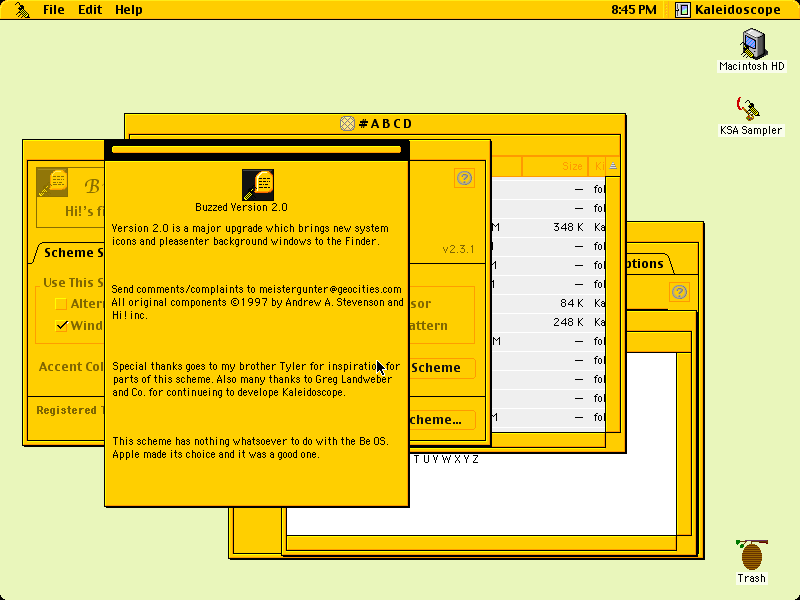 File Edit Help
8:45 PM Kaleidoscope
Macintosh HD
KSA Sampler
#ABCD
Size Ki
— fol
— fol
M 348 K Ka
— fol
M — fol
— fol
84 K Ka
248 K Ka
M — fol
— fol
— fol
— fol
M — fol
B
Hi!'s fi
v2.3.1
Scheme S
Use This S
Altern
sor
Wind
attern
Accent Col
Scheme
Registered T
cheme...
ptions
Buzzed Version 2.0
Version 2.0 is a major upgrade which brings new system
icons and pleasenter background windows to the Finder.
Send comments/complaints to meistergunter@geocities.com
All original components ©1997 by Andrew A. Stevenson and
Hi! inc.
Special thanks goes to my brother Tyler for inspiration for
parts of this scheme. Also many thanks to Greg Landweber
and Co. for continueing to develope Kaleidoscope.
This scheme has nothing whatsoever to do with the Be OS.
Apple made its choice and it was a good one.
T U V W X Y Z
Trash